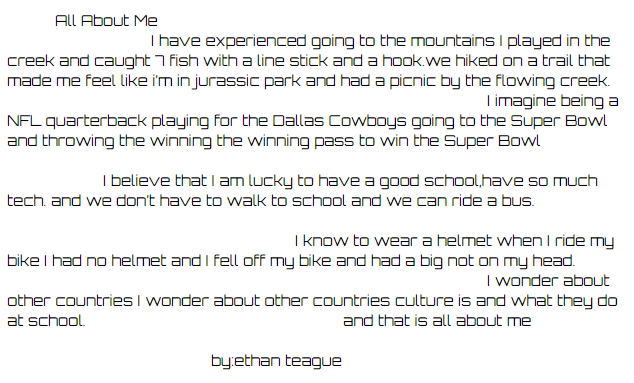 All About Me
I have experienced going to the mountains I played in the
creek and caught 7 fish with a line stick and a hook.we hiked on a trail that
made me feel like i'm in jurassic park and had a picnic by the flowing creek.
I imagine being a
NFL quarterback playing for the Dallas Cowboys going to the Super Bowl
and throwing the winning the winning pass to win the Super Bowl
I believe that I am lucky to have a good school,have so much
tech. and we don't have to walk to school and we can ride a bus.
I know to wear a helmet when I ride my
bike I had no helmet and I fell off my bike and had a big not on my head.
I wonder about
other countries I wonder about other countries culture is and what they do
at school. and that is all about me
by:ethan teague